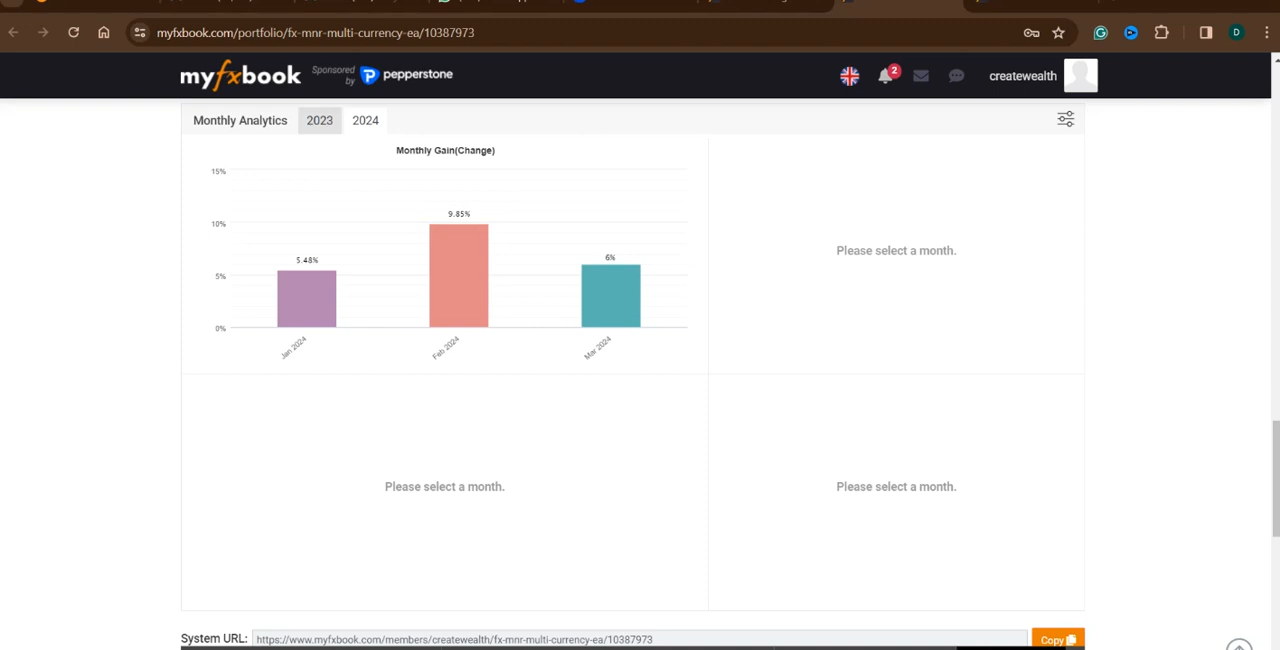 myfxbook.com/portfolio/fx-mnr-multi-currency-ea/10387973
D
myfxbook
Sponsored
by
pepperstone
2
createwealth
Monthly Analytics
2023
2024
Monthly Gain(Change)
15%
10%
5%
0%
5.48%
9.85%
6%
Jan 2024
Feb 2024
Mar 2024
Please select a month.
Please select a month.
Please select a month.
System URL:
https://www.myfxbook.com/members/createwealth/fx-mnr-multi-currency-ea/10387973
Copy